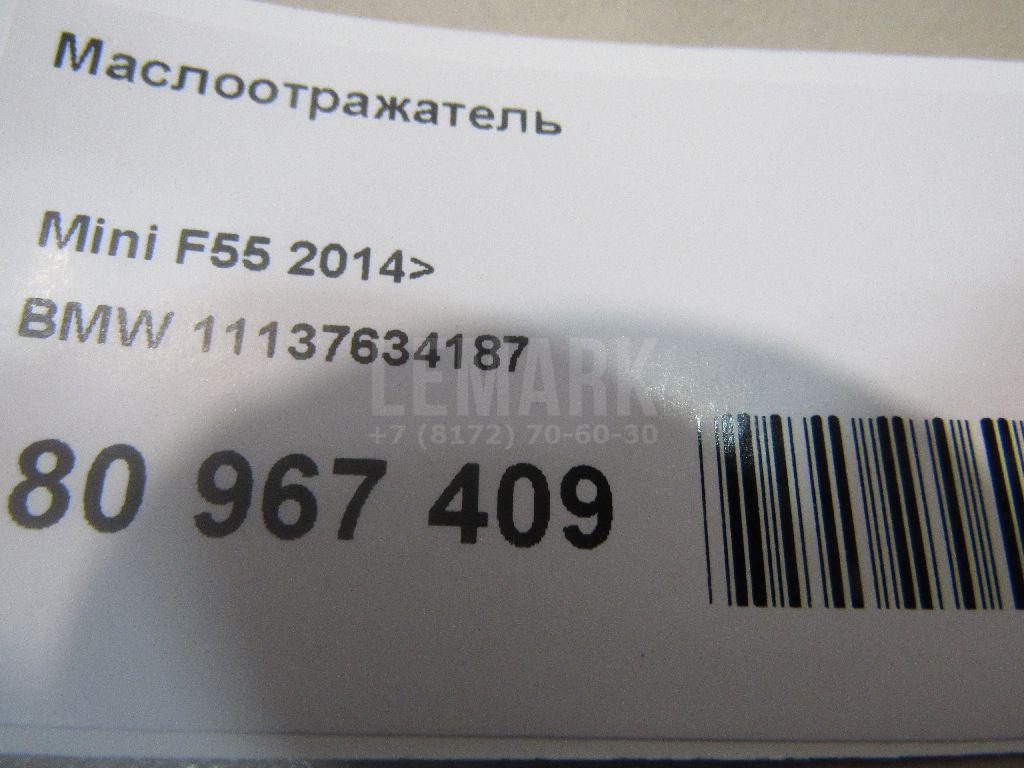 Маслоотражатель
Mini F55 2014>
BMW 11137634187
LEMARK
+7 (8172) 70-60-30
80 967 409